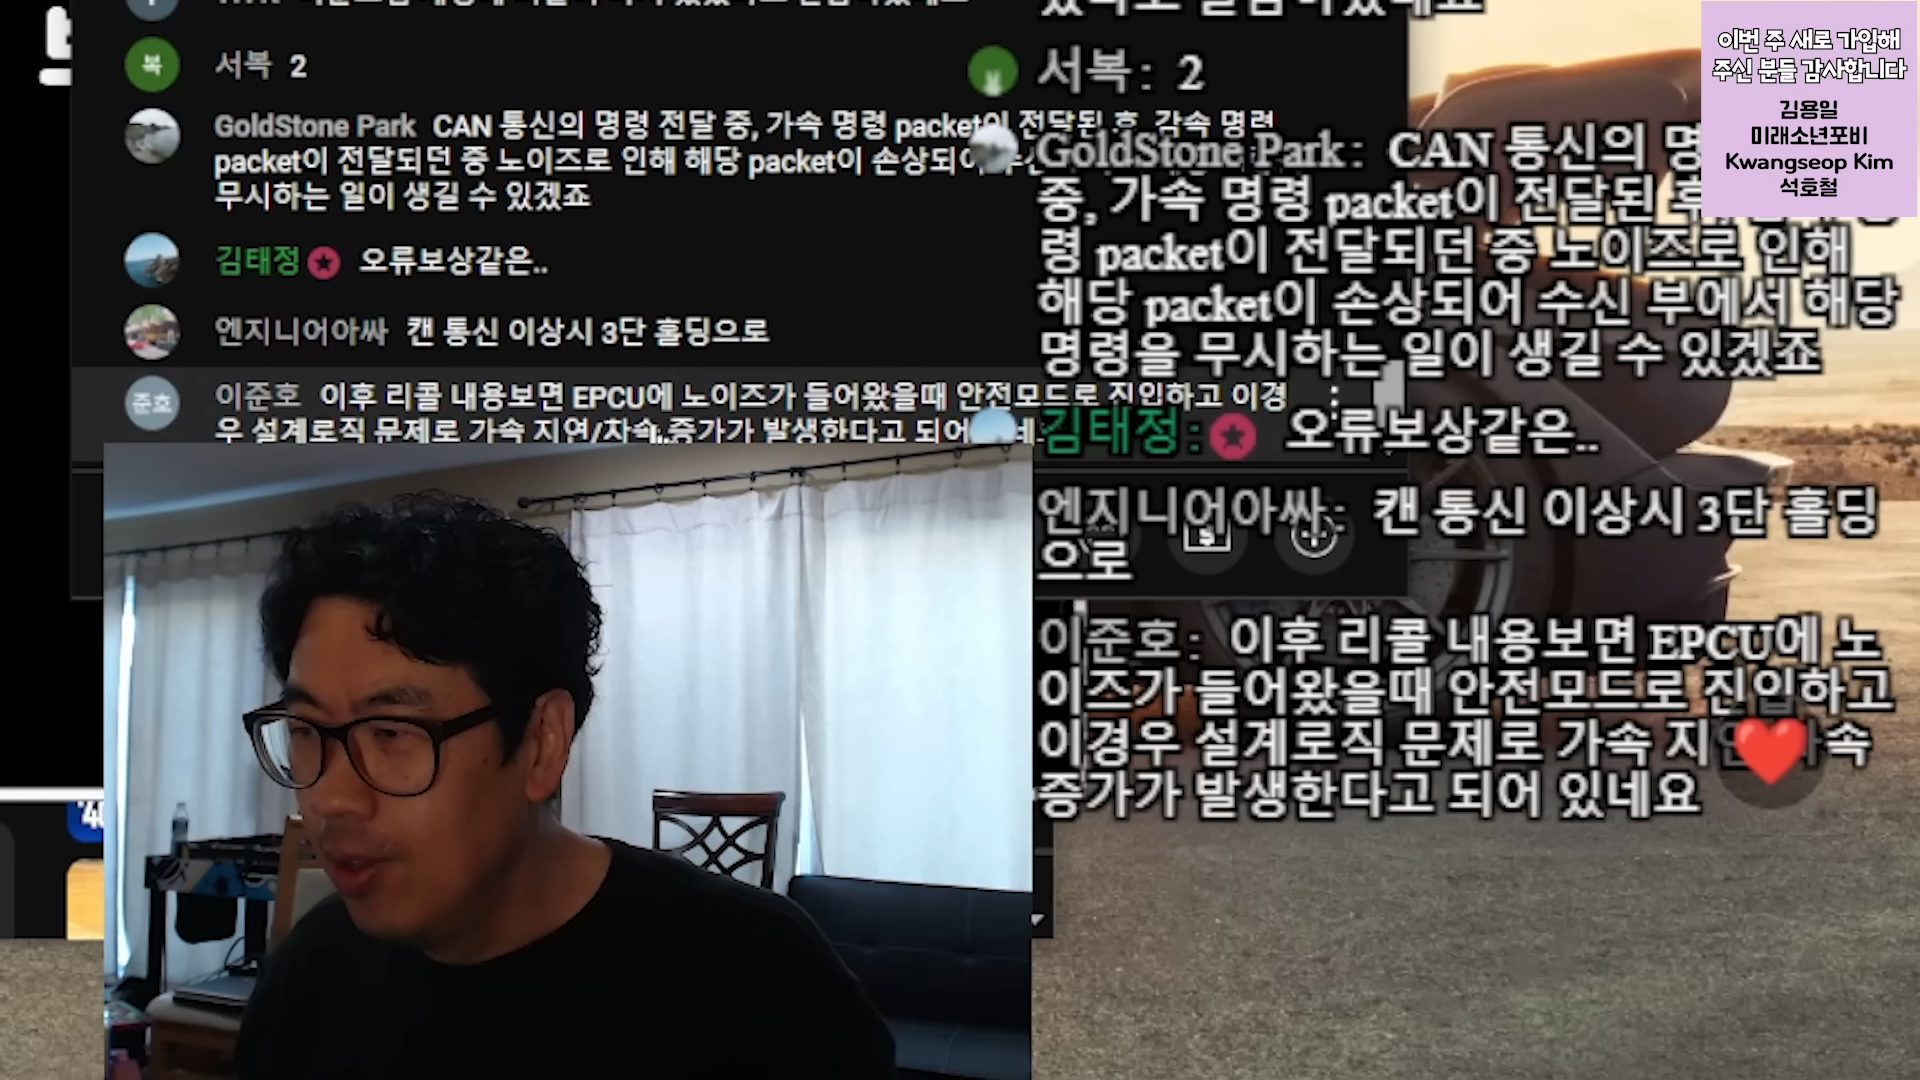 서복 2
GoldStone Park CAN 통신의 명령 전달 중, 가속 명령 packet이 전달된 후, 감속 명령
packet이 전달되던 중 노이즈로 인해 해당 packet이 손상되어
무시하는 일이 생길 수 있겠죠
김태정 오류보상같은..
엔지니어아싸 캔 통신 이상시 3단 홀딩으로
준호
이준호 이후 리콜 내용보면 EPCU에 노이즈가 들어왔을때 안전모드로 진입하고 이경
우 설계로직 문제로 가속 지연/차속 증가가 발생한다고 되어
서복: 2
GoldStone Park: CAN 통신의 명
중, 가속 명령 packet이 전달된
령 packet이 전달되던 중 노이즈로 인해
해당 packet이 손상되어 수신 부에서 해당
명령을 무시하는 일이 생길 수 있겠죠
김태정: 오류보상같은..
엔지니어아싸: 캔 통신 이상시 3단 홀딩
으로
이준호: 이후 리콜 내용보면 EPCU에 노
이즈가 들어왔을때 안전모드로 진입하고
이경우 설계로직 문제로 가속 지 속
증가가 발생한다고 되어 있네요
이번 주 새로 가입해
주신 분들 감사합니다
김용일
미래소년포비
Kwangseop Kim
석호철